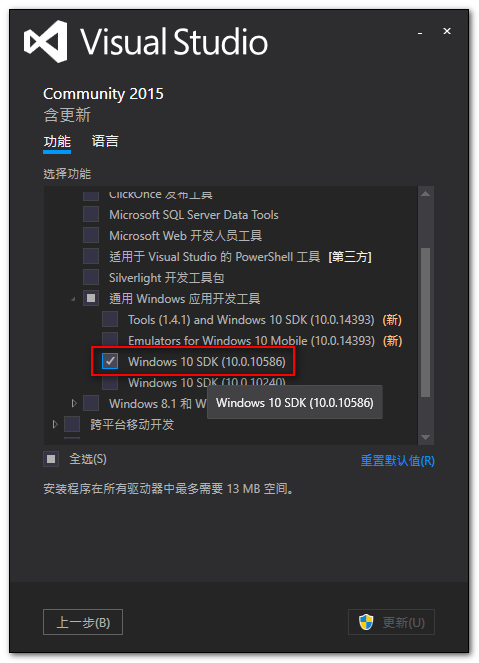 Visual Studio
Community 2015
含更新
功能 语言
选择功能
ClickOnce 发布工具
Microsoft SQL Server Data Tools
Microsoft Web 开发人员工具
适用于 Visual Studio 的 PowerShell 工具 [第三方]
Silverlight 开发工具包
通用 Windows 应用开发工具
Tools (1.4.1) and Windows 10 SDK (10.0.14393) (新)
Emulators for Windows 10 Mobile (10.0.14393) (新)
Windows 10 SDK (10.0.10586)
Windows 10 SDK (10.0.10240)
Windows 8.1 和 W
Windows 10 SDK (10.0.10586)
跨平台移动开发
全选(S) 重置默认值(R)
安装程序在所有驱动器中最多需要 13 MB 空间。
上一步(B) 更新(U)